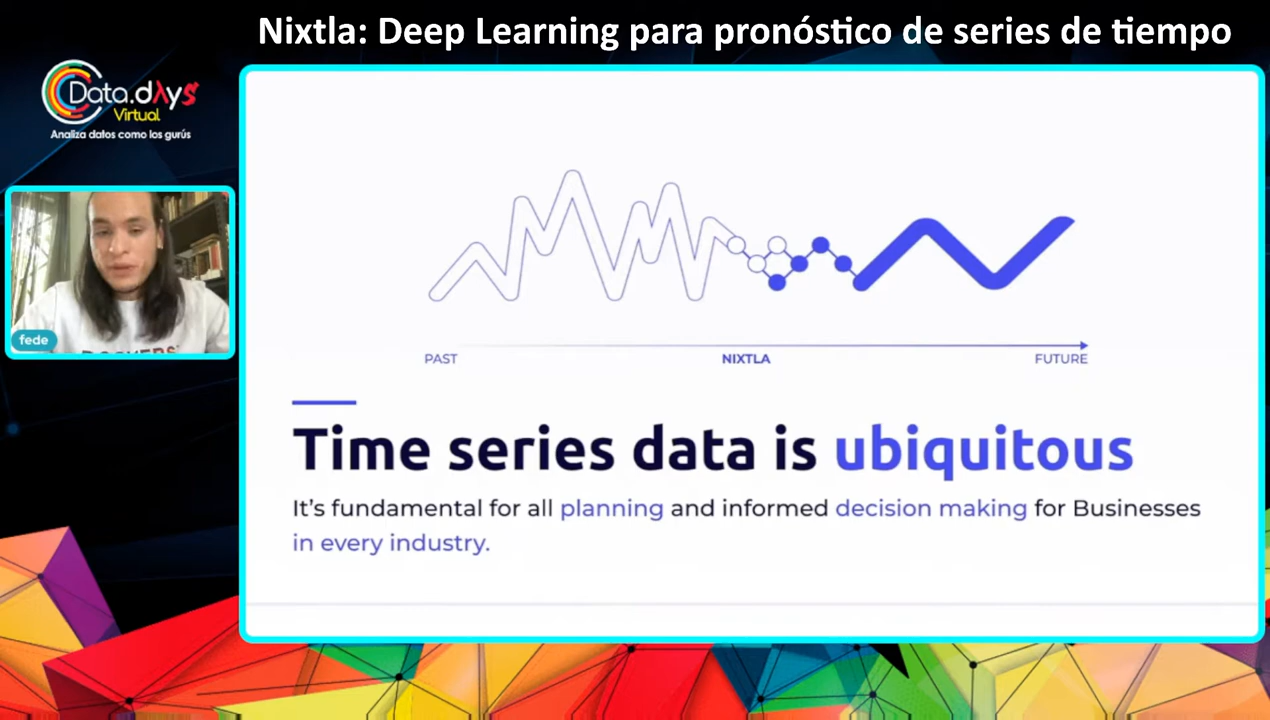 Nixtla: Deep Learning para pronóstico de series de tiempo
Data.dλys
Virtual
Analiza datos como los gurús
fede
PAST
NIXTLA
FUTURE
Time series data is ubiquitous
It's fundamental for all planning and informed decision making for Businesses
in every industry.